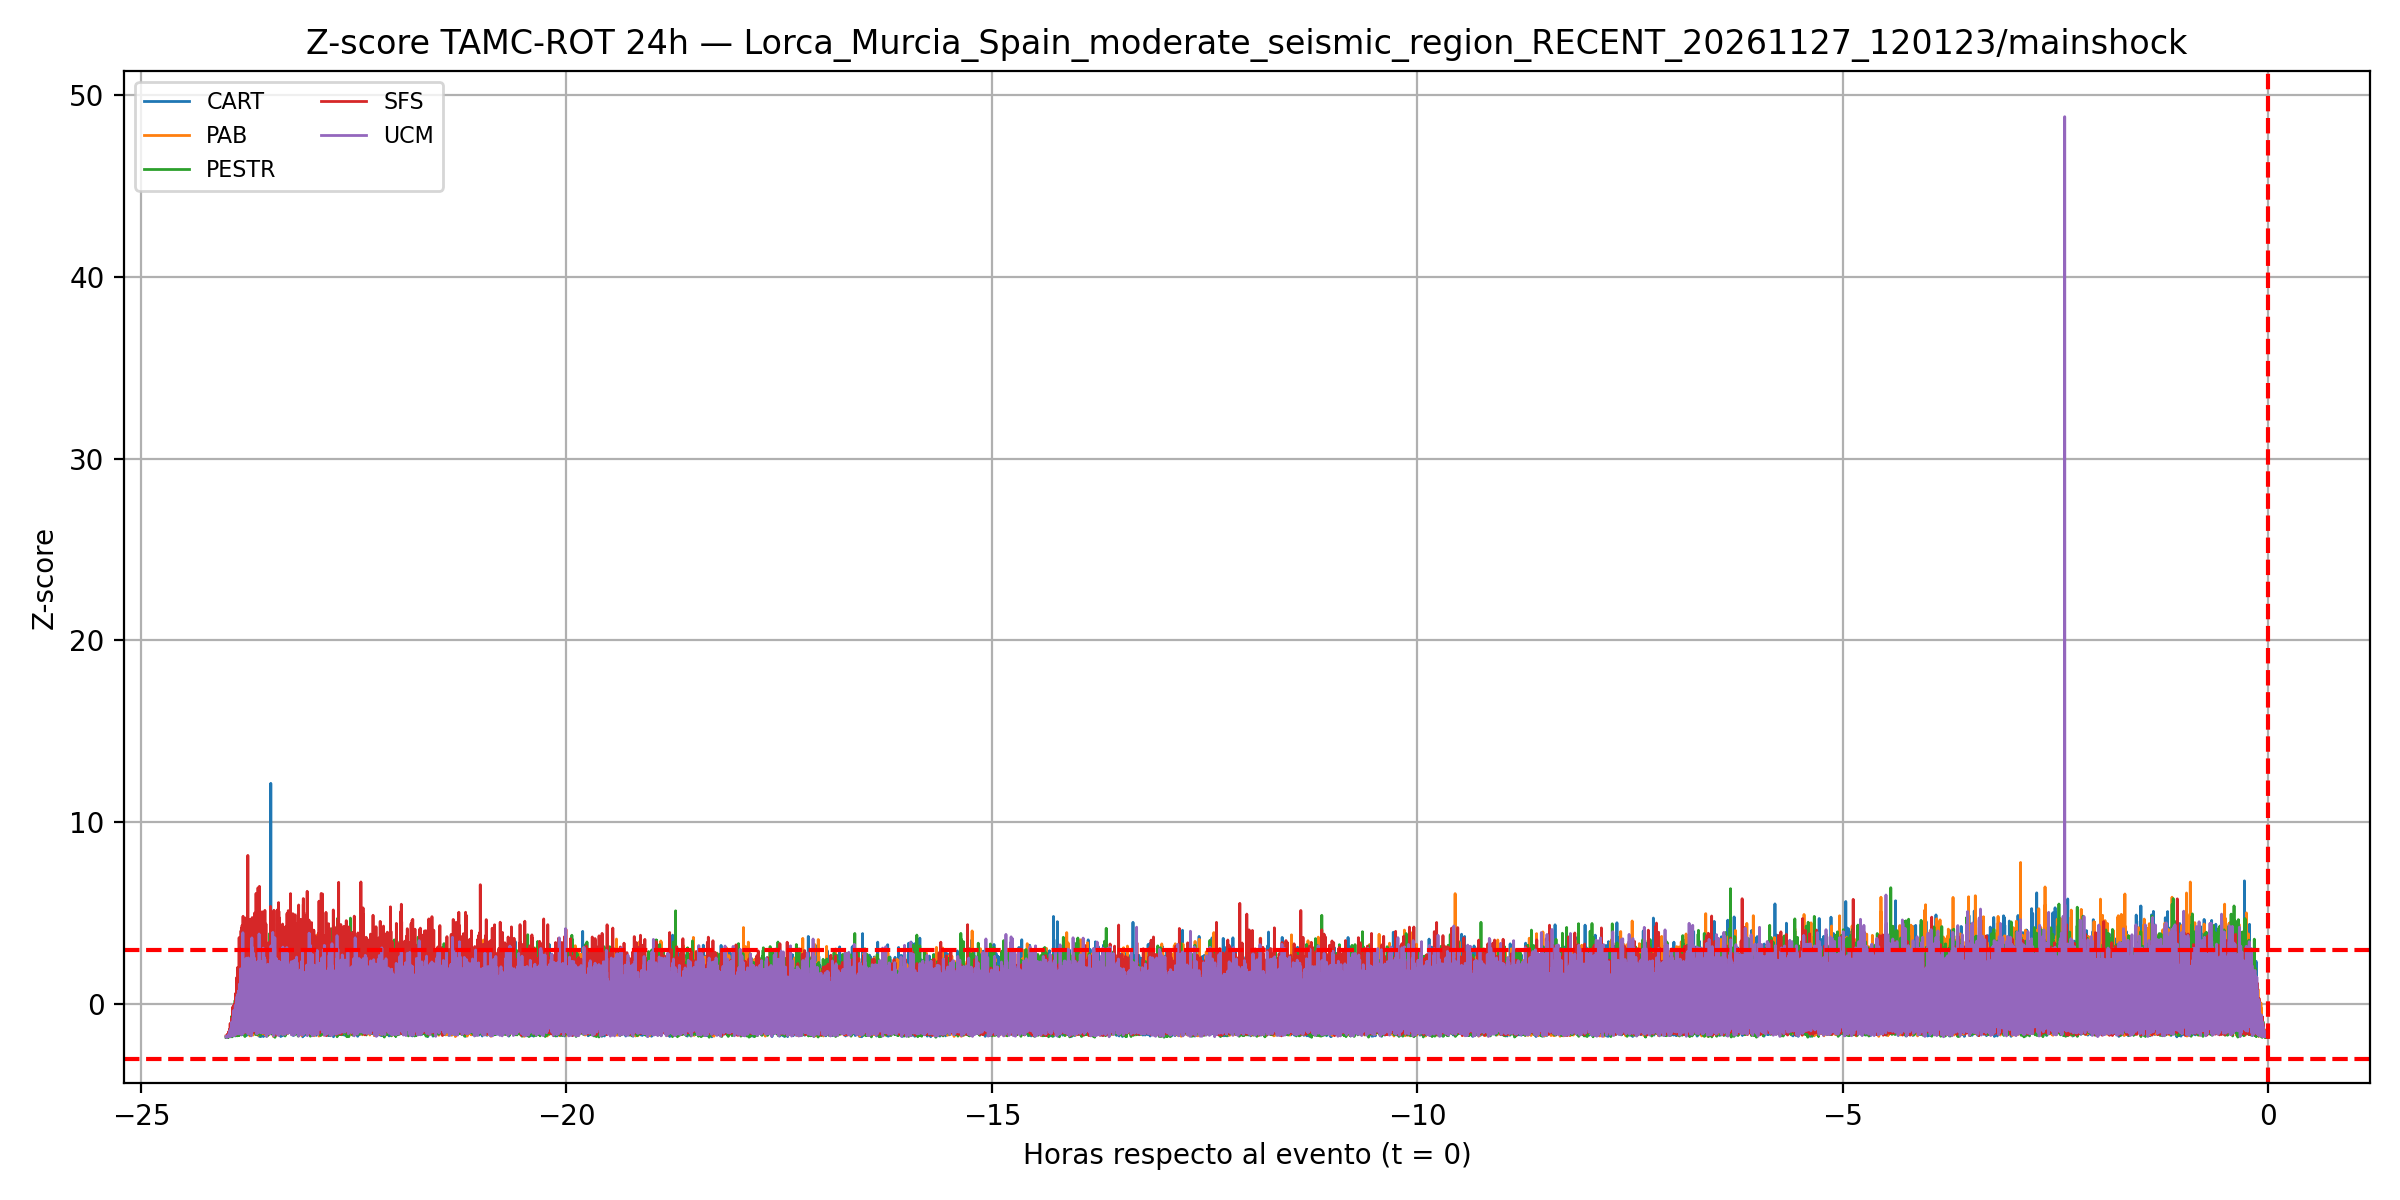 Z-score TAMC-ROT 24h — Lorca_Murcia_Spain_moderate_seismic_region_RECENT_20261127_120123/mainshock
CART
PAB
PESTR
SFS
UCM
Z-score
50
40
30
20
10
0
−25
−20
−15
−10
−5
0
Horas respecto al evento (t = 0)